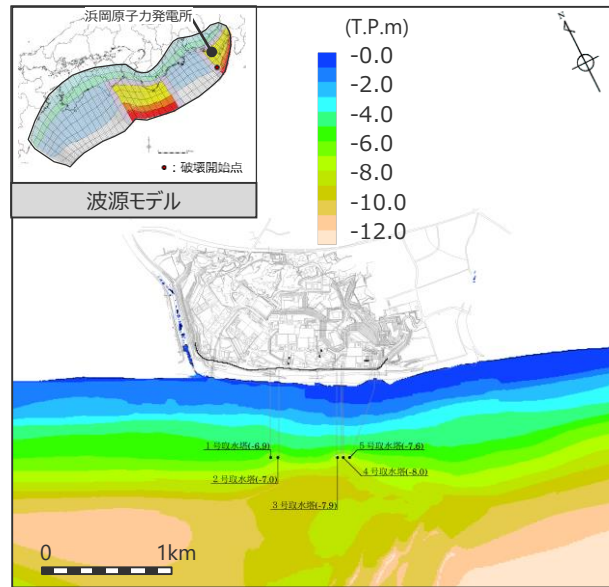 浜岡原子力発電所
●：破壊開始点
波源モデル
(T.P.m)
-0.0
-2.0
-4.0
-6.0
-8.0
-10.0
-12.0
N
1号取水塔(-6.9)
2号取水塔(-7.0)
3号取水塔(-7.9)
5号取水塔(-7.6)
4号取水塔(-8.0)
0 1km